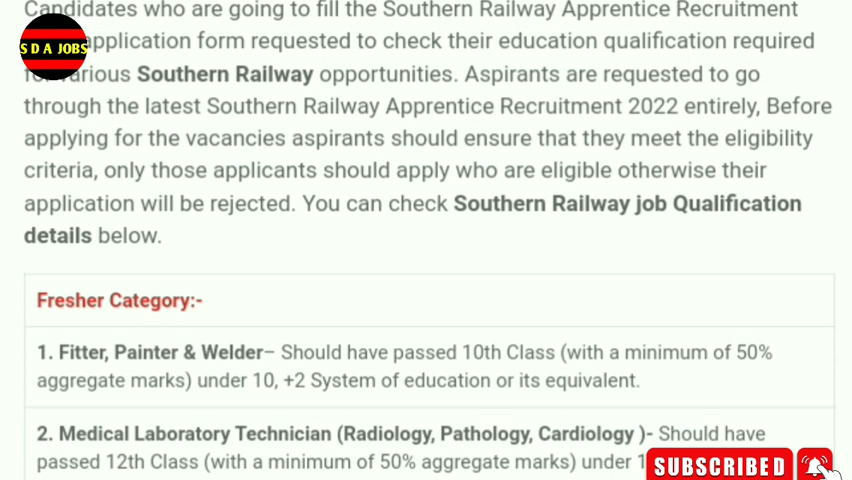 Candidates who are going to fill the Southern Railway Apprentice Recruitment
S D A JOBS
application form requested to check their education qualification required
various Southern Railway opportunities. Aspirants are requested to go
through the latest Southern Railway Apprentice Recruitment 2022 entirely, Before
applying for the vacancies aspirants should ensure that they meet the eligibility
criteria, only those applicants should apply who are eligible otherwise their
application will be rejected. You can check Southern Railway job Qualification
details below.
Fresher Category:-
1. Fitter, Painter & Welder– Should have passed 10th Class (with a minimum of 50%
aggregate marks) under 10, +2 System of education or its equivalent.
2. Medical Laboratory Technician (Radiology, Pathology, Cardiology )- Should have
passed 12th Class (with a minimum of 50% aggregate marks) under
SUBSCRIBED